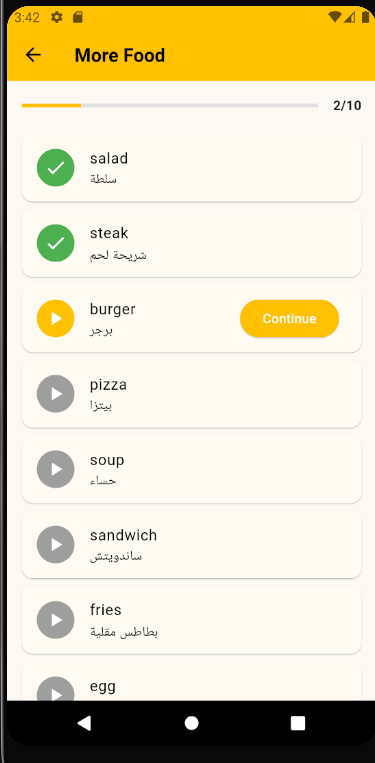 3:42
More Food
2/10
salad
سلطة
steak
شريحة لحم
burger
برجر
Continue
pizza
بيتزا
soup
حساء
sandwich
ساندويتش
fries
بطاطس مقلية
egg